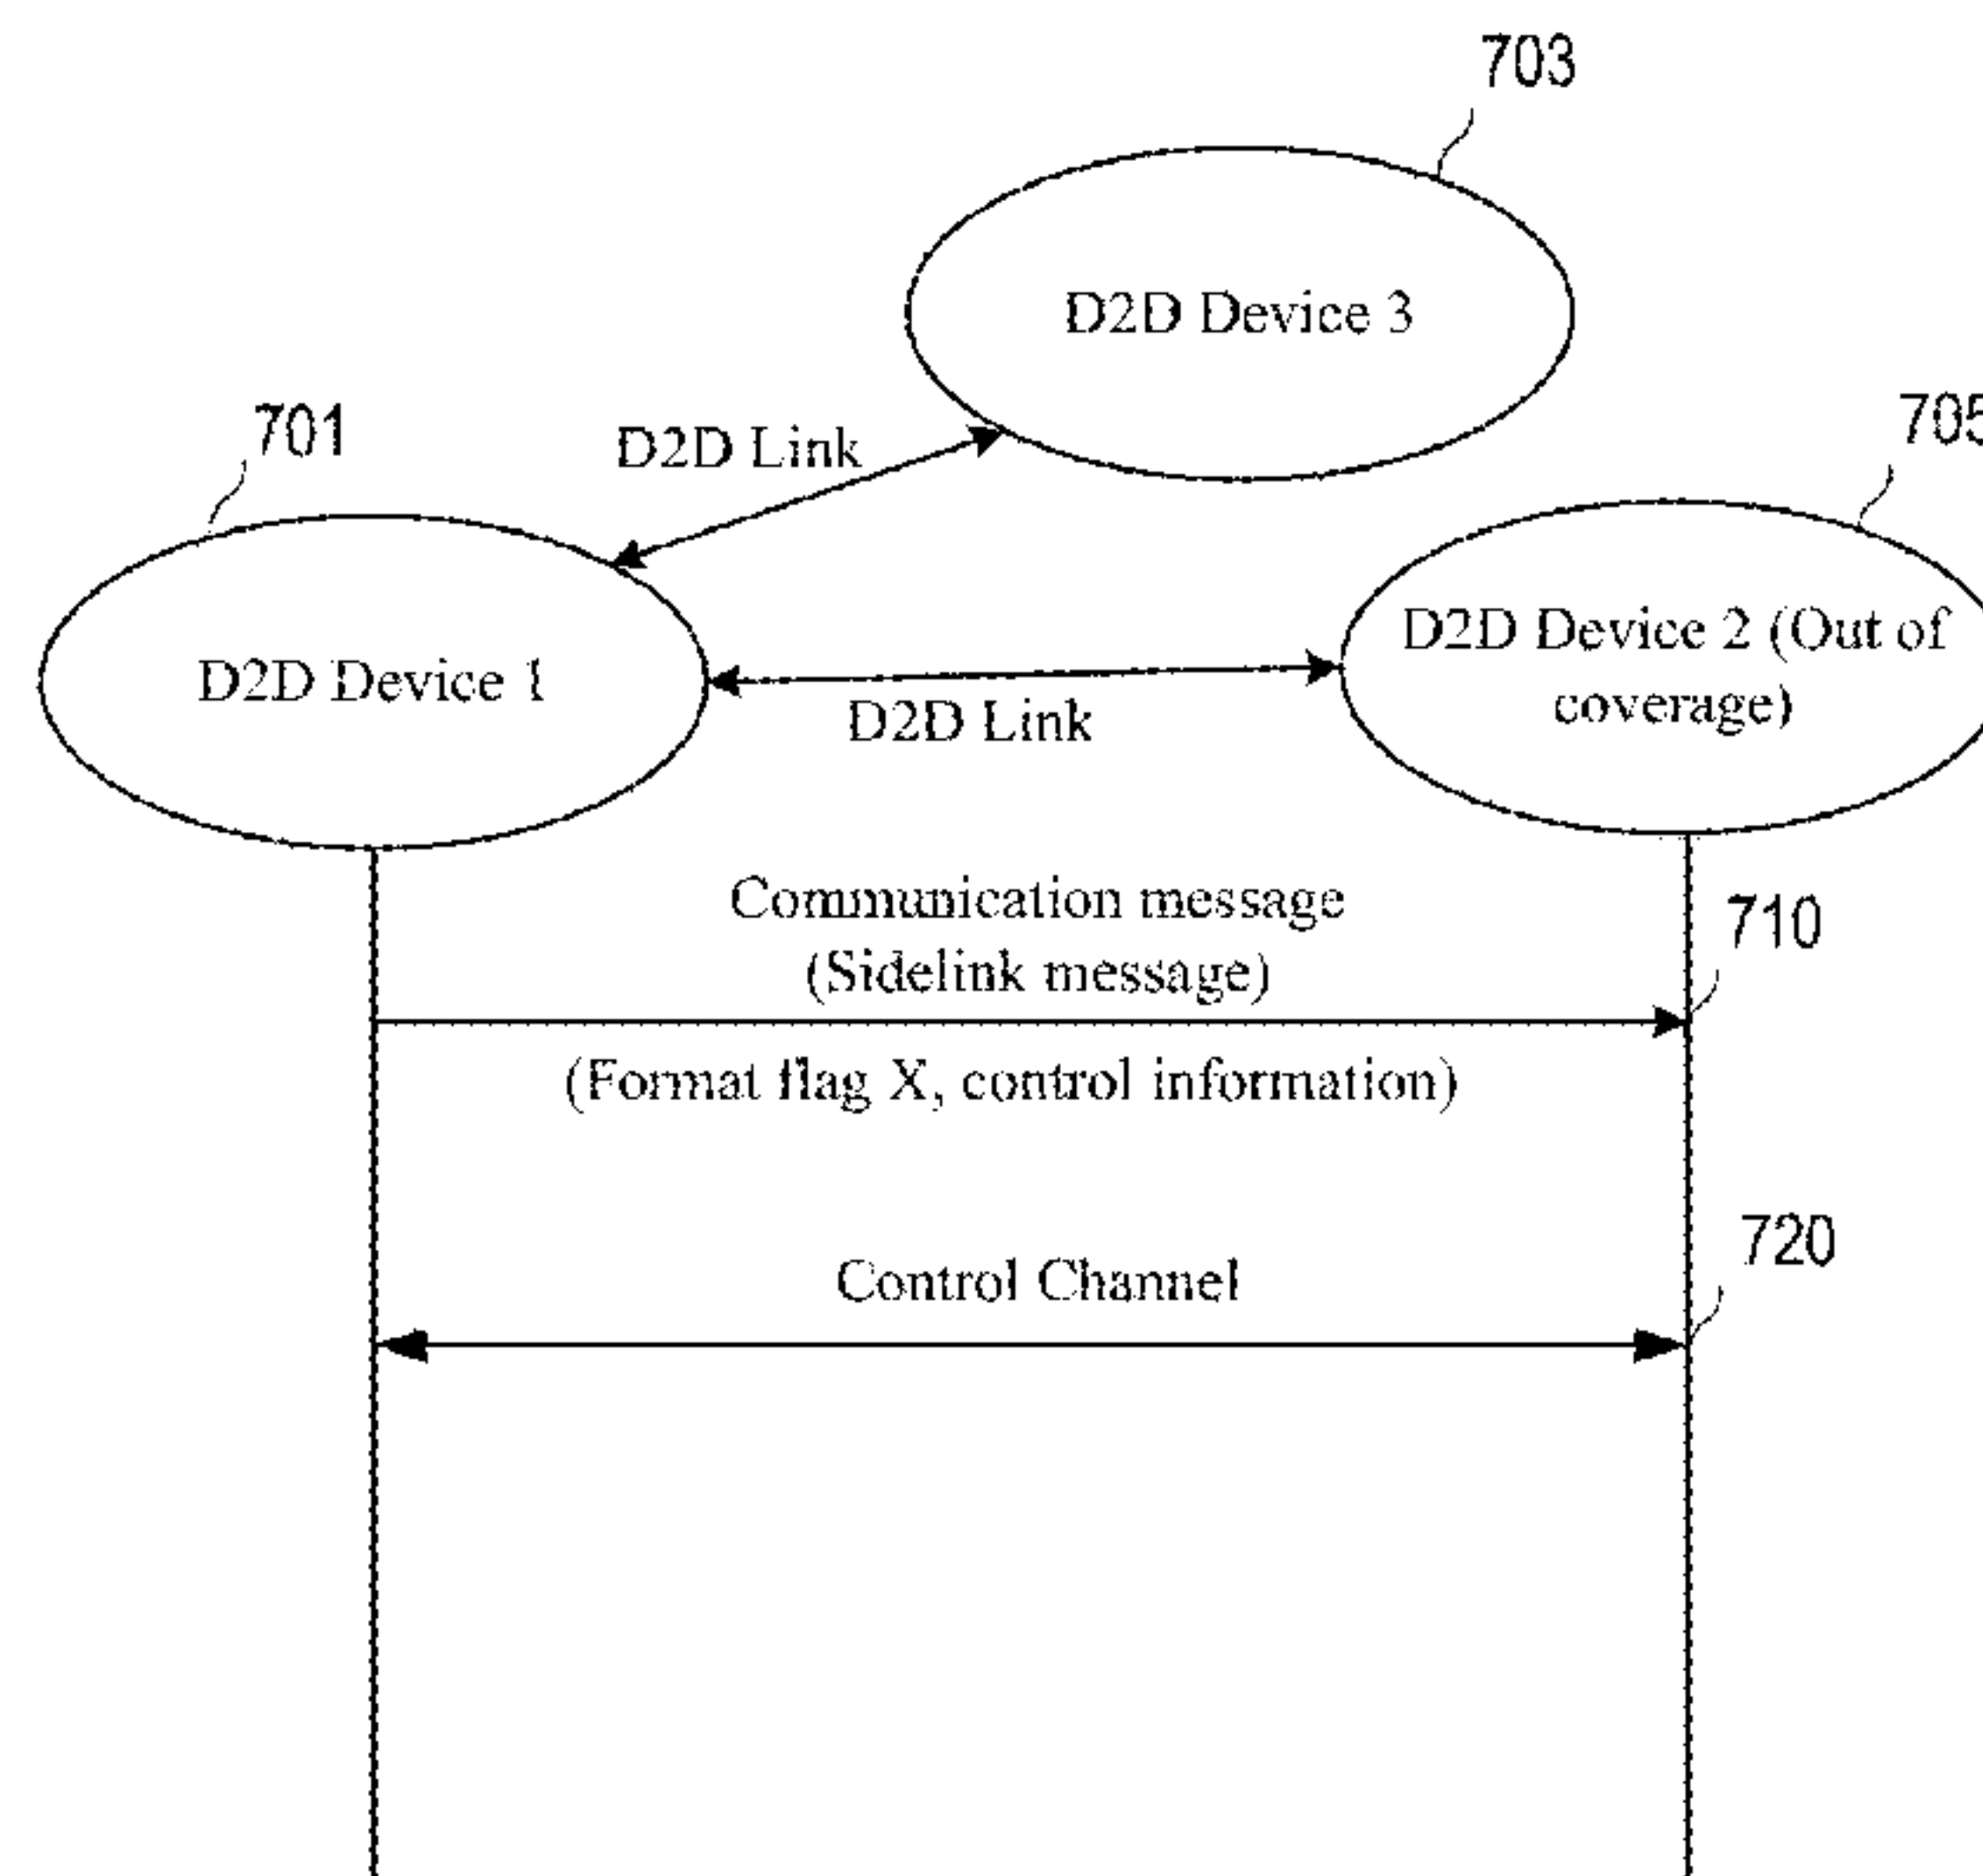 703
D2D Device 3
701
D2D Link
705
D2D Device 1
D2D Device 2 (Out of
coverage)
D2D Link
Communication message
(Sidelink message)
710
(Format flag X, control information)
720
Control Channel